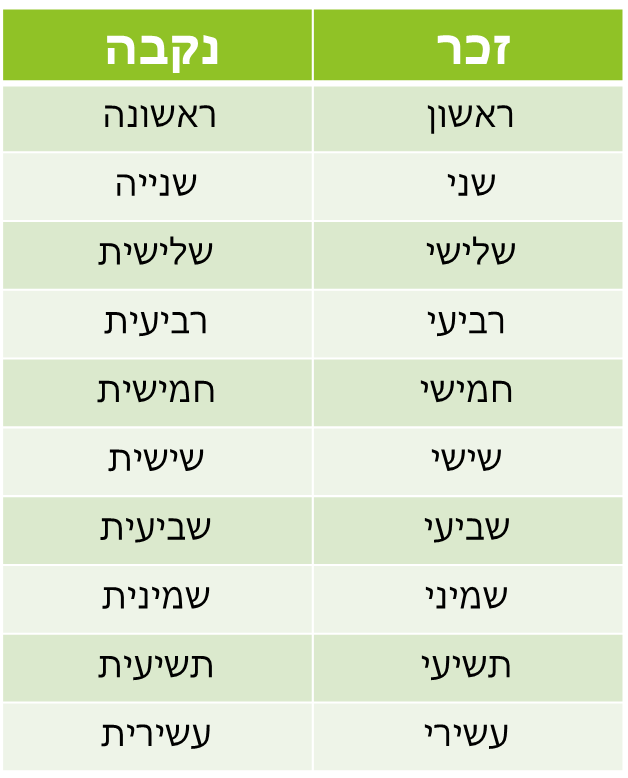 זכר נקבה
ראשון ראשונה
שני שנייה
שלישי שלישית
רביעי רביעית
חמישי חמישית
שישי שישית
שביעי שביעית
שמיני שמינית
תשיעי תשיעית
עשירי עשירית